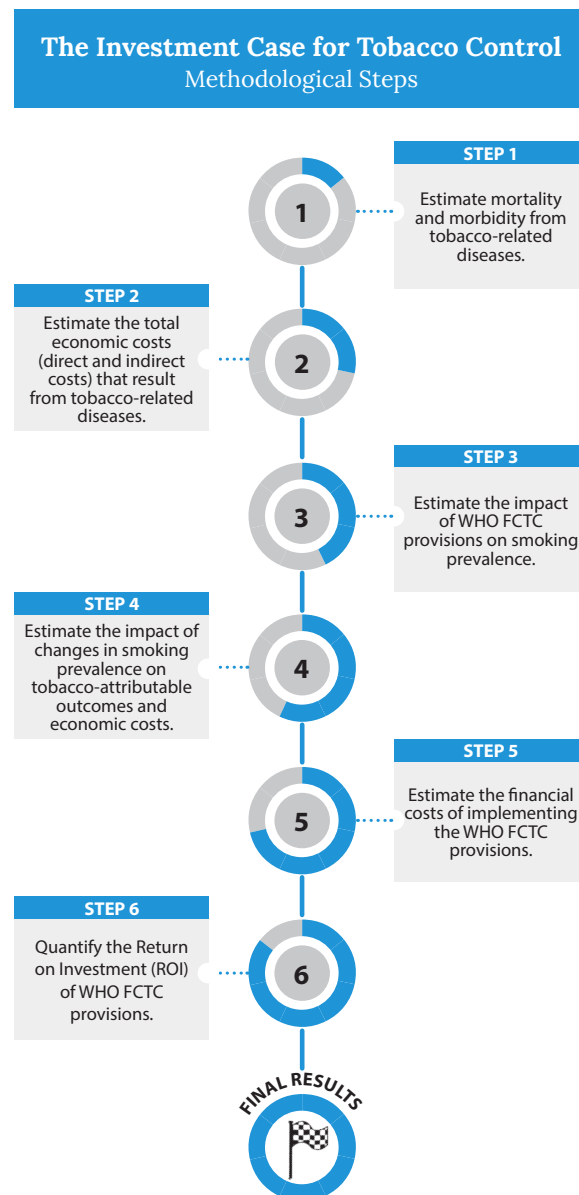 The Investment Case for Tobacco Control
Methodological Steps
1
STEP 1
Estimate mortality
and morbidity from
tobacco-related
diseases.
STEP 2
Estimate the total
economic costs
(direct and indirect
costs) that result
from tobacco-related
diseases.
2
3
STEP 3
Estimate the impact
of WHO FCTC
provisions on smoking
prevalence.
STEP 4
Estimate the impact of
changes in smoking
prevalence on
tobacco-attributable
outcomes and
economic costs.
4
5
STEP 5
Estimate the financial
costs of implementing
the WHO FCTC
provisions.
STEP 6
Quantify the Return
on Investment (ROI)
of WHO FCTC
provisions.
6
FINAL RESULTS